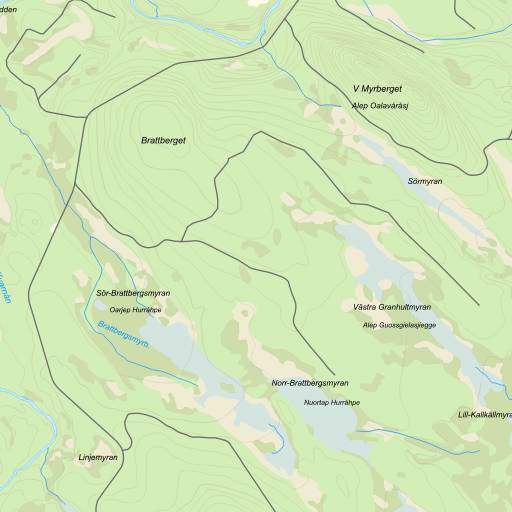 dden
V Myrberget
Alep Oalavárásj
Brattberget
Sörmyran
Sör-Brattbergsmyran
Oarjep Hurráhpe
Brattbergsmyrb.
Västra Granhultmyran
Alep Guossgielasjiegge
Norr-Brattbergsmyran
Nuortap Hurráhpe
Lill-Kallkällmyra
Linjemyran